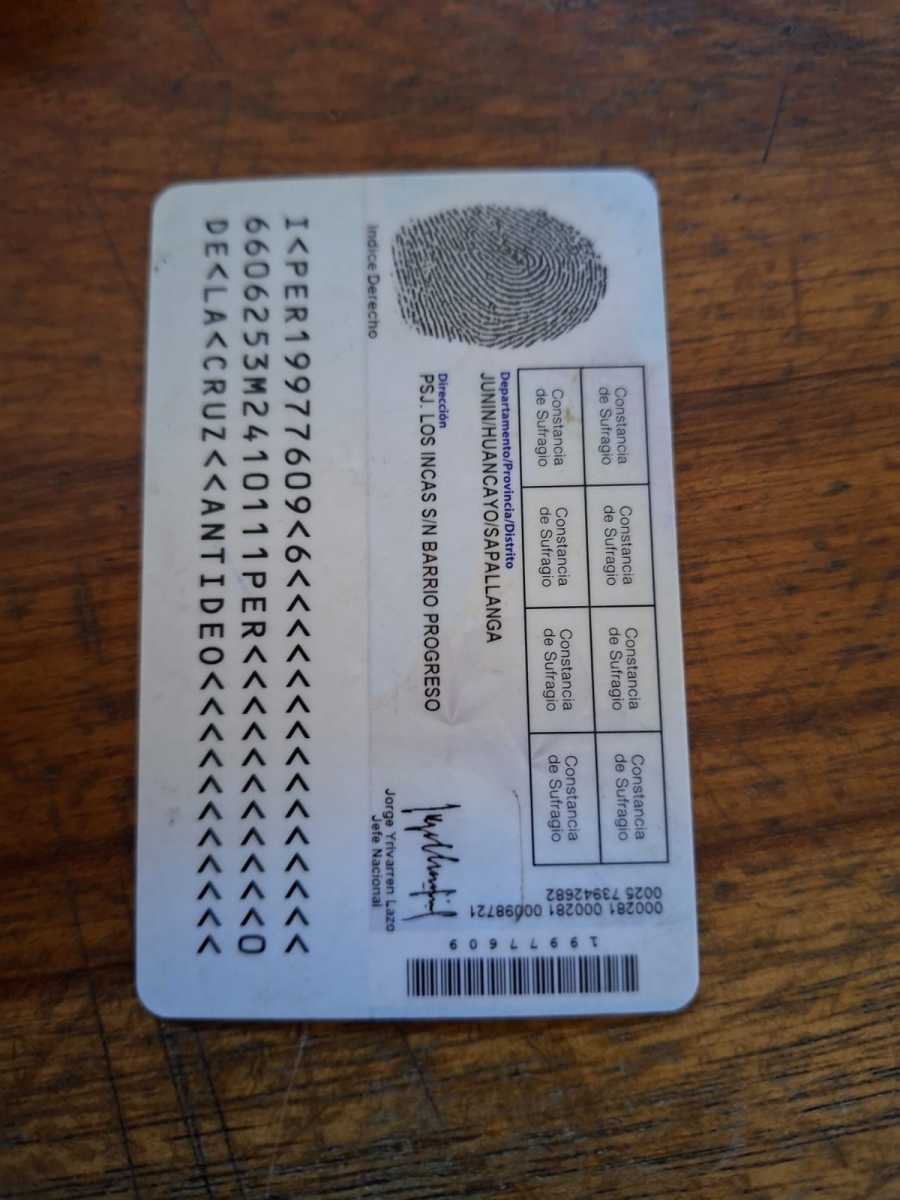 Constancia
de Sufragio
Constancia
de Sufragio
Constancia
de Sufragio
Constancia
de Sufragio
Constancia
de Sufragio
Constancia
de Sufragio
Constancia
de Sufragio
Constancia
de Sufragio
000281 000281 00098721
0025 73942682
19977609
Departamento/Provincia/Distrito
JUNIN/HUANCAYO/SAPALLANGA
Dirección
PSJ. LOS INCAS S/N BARRIO PROGRESO
Indice Derecho
Jorge Yrivarren Lazo
Jefe Nacional
I<PER19977609<6<<<<<<<<<<<<<<<
6606253M2410111PER<<<<<<<<<<<0
DE<LA<CRUZ<<ANTIDEO<<<<<<<<<<<